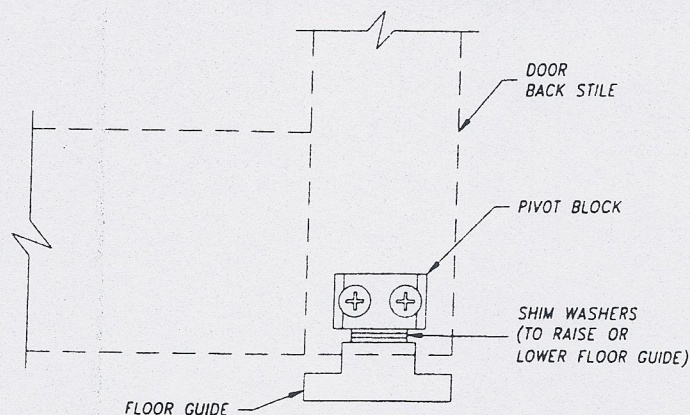 DOOR
BACK STILE
PIVOT BLOCK
SHIM WASHERS
(TO RAISE OR
LOWER FLOOR GUIDE)
FLOOR GUIDE